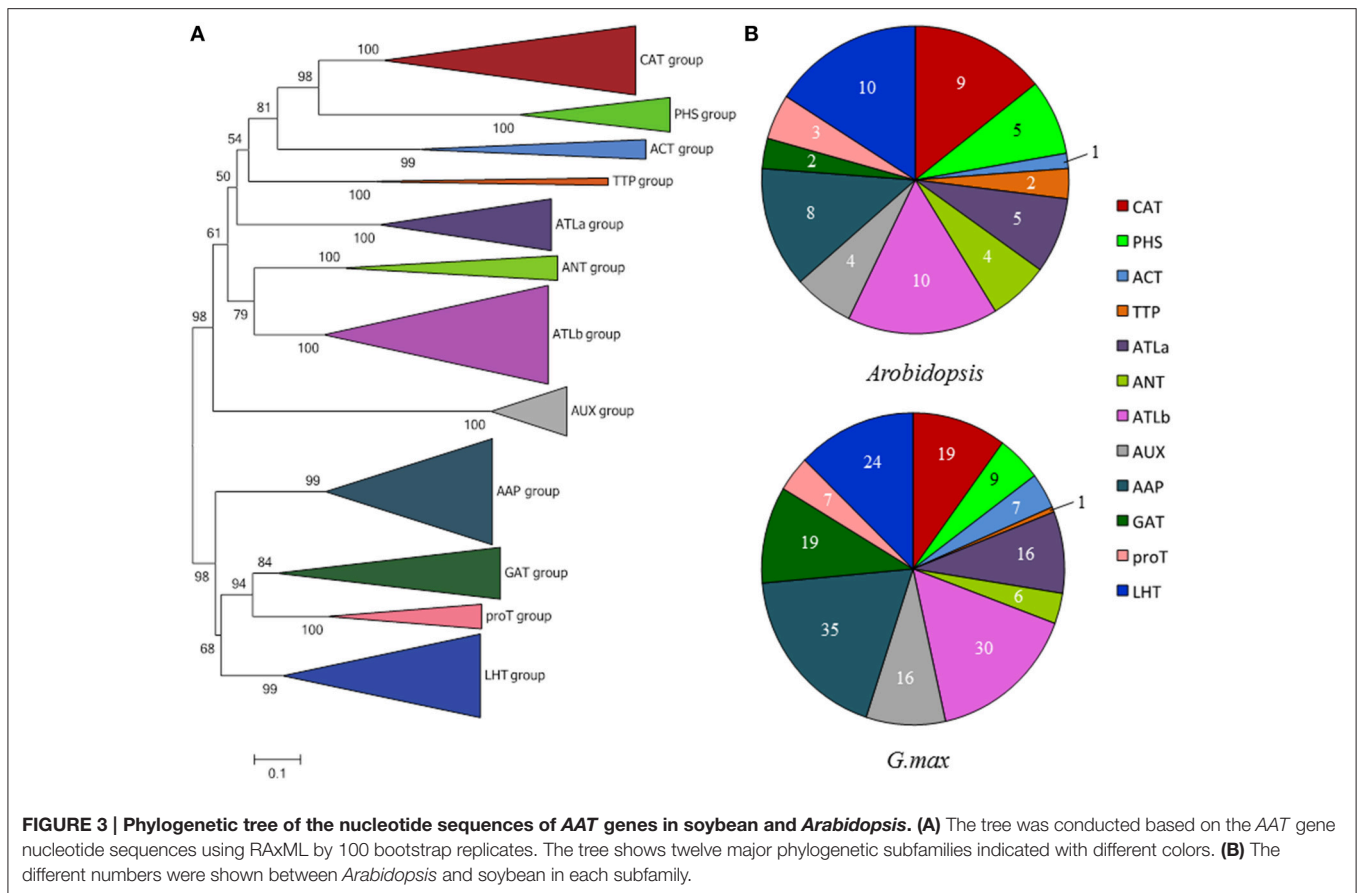 A
100
CAT group
98
100
PHS group
81
99
ACT group
54
100
TTP group
50
100
ATLa group
61
100
ANT group
79
100
ATLb group
98
100
AUX group
99
AAP group
98
84
GAT group
94
100
proT group
68
99
LHT group
0.1
B
10
9
5
1
2
5
4
10
4
8
2
3
Arobidopsis
24
19
9
7
1
16
6
30
16
35
19
7
G.max
CAT
PHS
ACT
TTP
ATLa
ANT
ATLb
AUX
AAP
GAT
proT
LHT
FIGURE 3 | Phylogenetic tree of the nucleotide sequences of AAT genes in soybean and Arabidopsis. (A) The tree was conducted based on the AAT gene
nucleotide sequences using RAxML by 100 bootstrap replicates. The tree shows twelve major phylogenetic subfamilies indicated with different colors. (B) The
different numbers were shown between Arabidopsis and soybean in each subfamily.